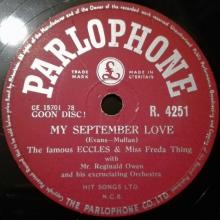 PARLOPHONE
TRADE MARK
MADE IN GT.BRITAIN
CE 15701 78
GOON DISC!
R. 4251
MY SEPTEMBER LOVE
(Evans—Mullan)
The famous ECCLES & Miss Freda Thing
with
Mr. Reginald Owen
and his excruciating Orchestra
HIT SONGS LTD
N.C.B.
THE PARLOPHONE CO. LTD